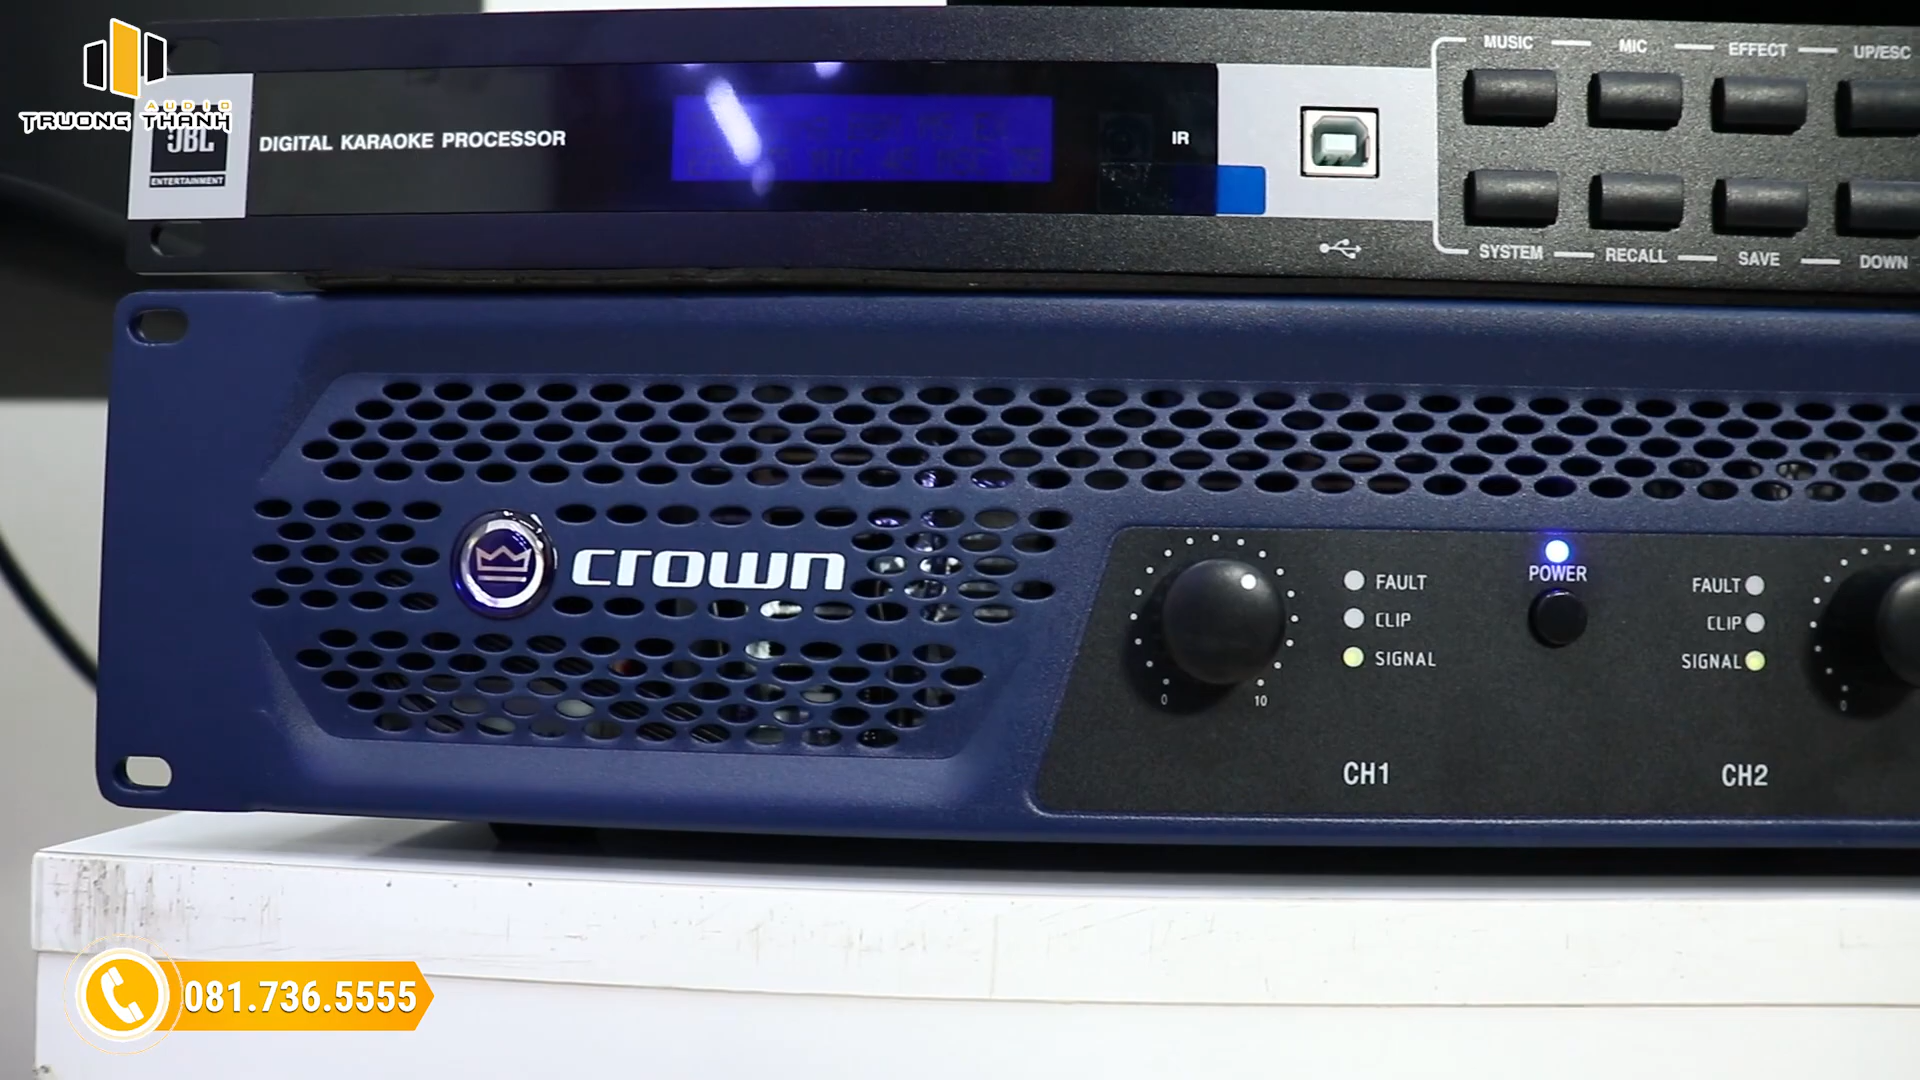 AUDIO
TRUONG THANH
JBL
ENTERTAINMENT
DIGITAL KARAOKE PROCESSOR
IR
MUSIC
MIC
EFFECT
UP/ESC
SYSTEM
RECALL
SAVE
DOWN
crown
0
10
FAULT
CLIP
SIGNAL
CH1
POWER
FAULT
CLIP
SIGNAL
CH2
0
081.736.5555